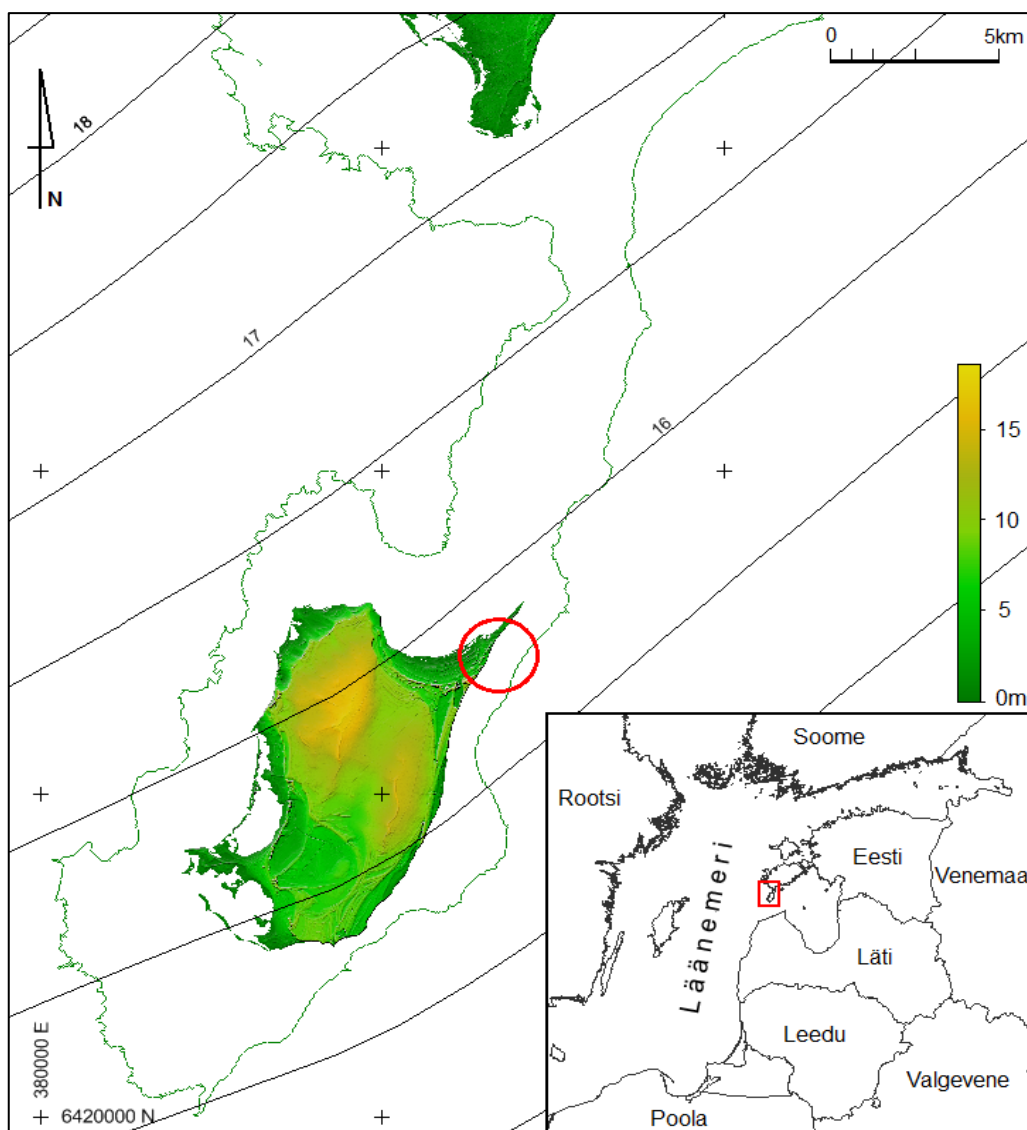 0 5km
18
N
17
16
15
10
5
0m
Soome
Rootsi
Eesti
Venemaa
Läänemeri
Läti
Leedu
Valgevene
Poola
380000 E
6420000 N